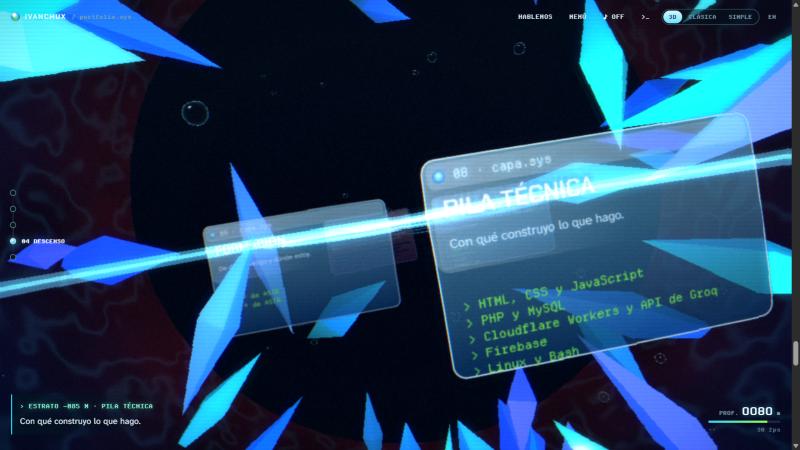 IVANCHUX / portfolio.sys
HABLEMOS MENÚ ♪ OFF >_ 3D CLÁSICA SIMPLE EN
08 · capa.sys
PILA TÉCNICA
Con qué construyo lo que hago.
> HTML, CSS y JavaScript
> PHP y MySQL
> Cloudflare Workers y API de Groq
> Firebase
> Linux y Bash
04 DESCENSO
> ESTRATO -085 M · PILA TÉCNICA
Con qué construyo lo que hago.
PROF. 0080 M
30 fps